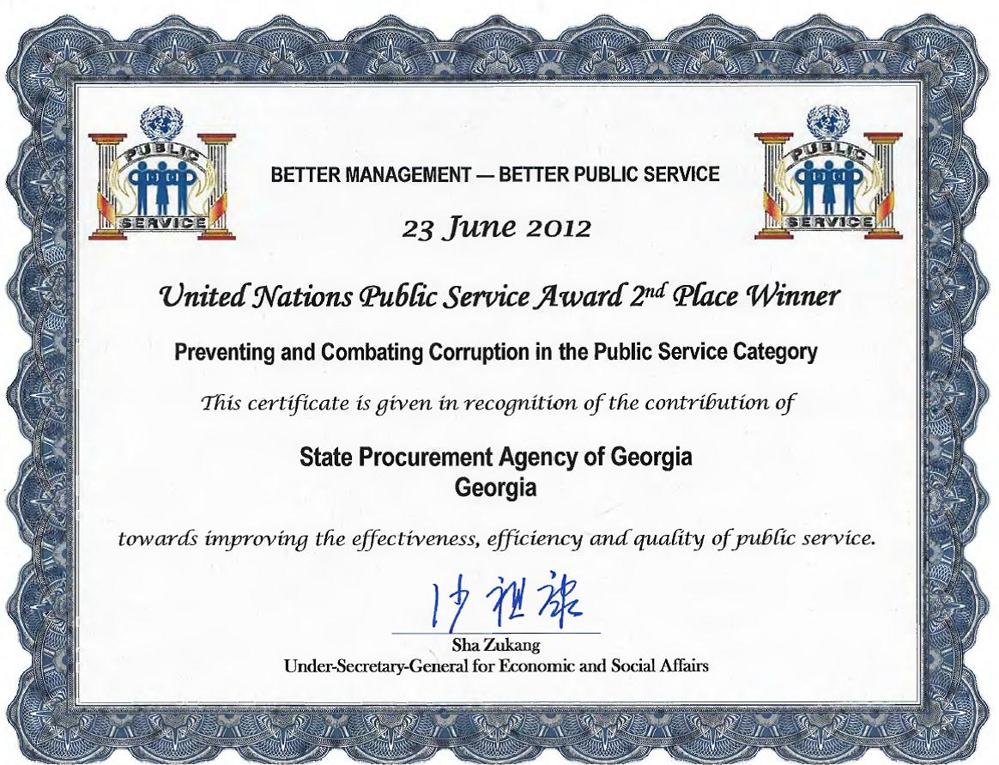 PUBLIC
SERVICE
PUBLIC
SERVICE
BETTER MANAGEMENT — BETTER PUBLIC SERVICE
23 June 2012
United Nations Public Service Award 2nd Place Winner
Preventing and Combating Corruption in the Public Service Category
This certificate is given in recognition of the contribution of
State Procurement Agency of Georgia
Georgia
towards improving the effectiveness, efficiency and quality of public service.
沙祖康
Sha Zukang
Under-Secretary-General for Economic and Social Affairs